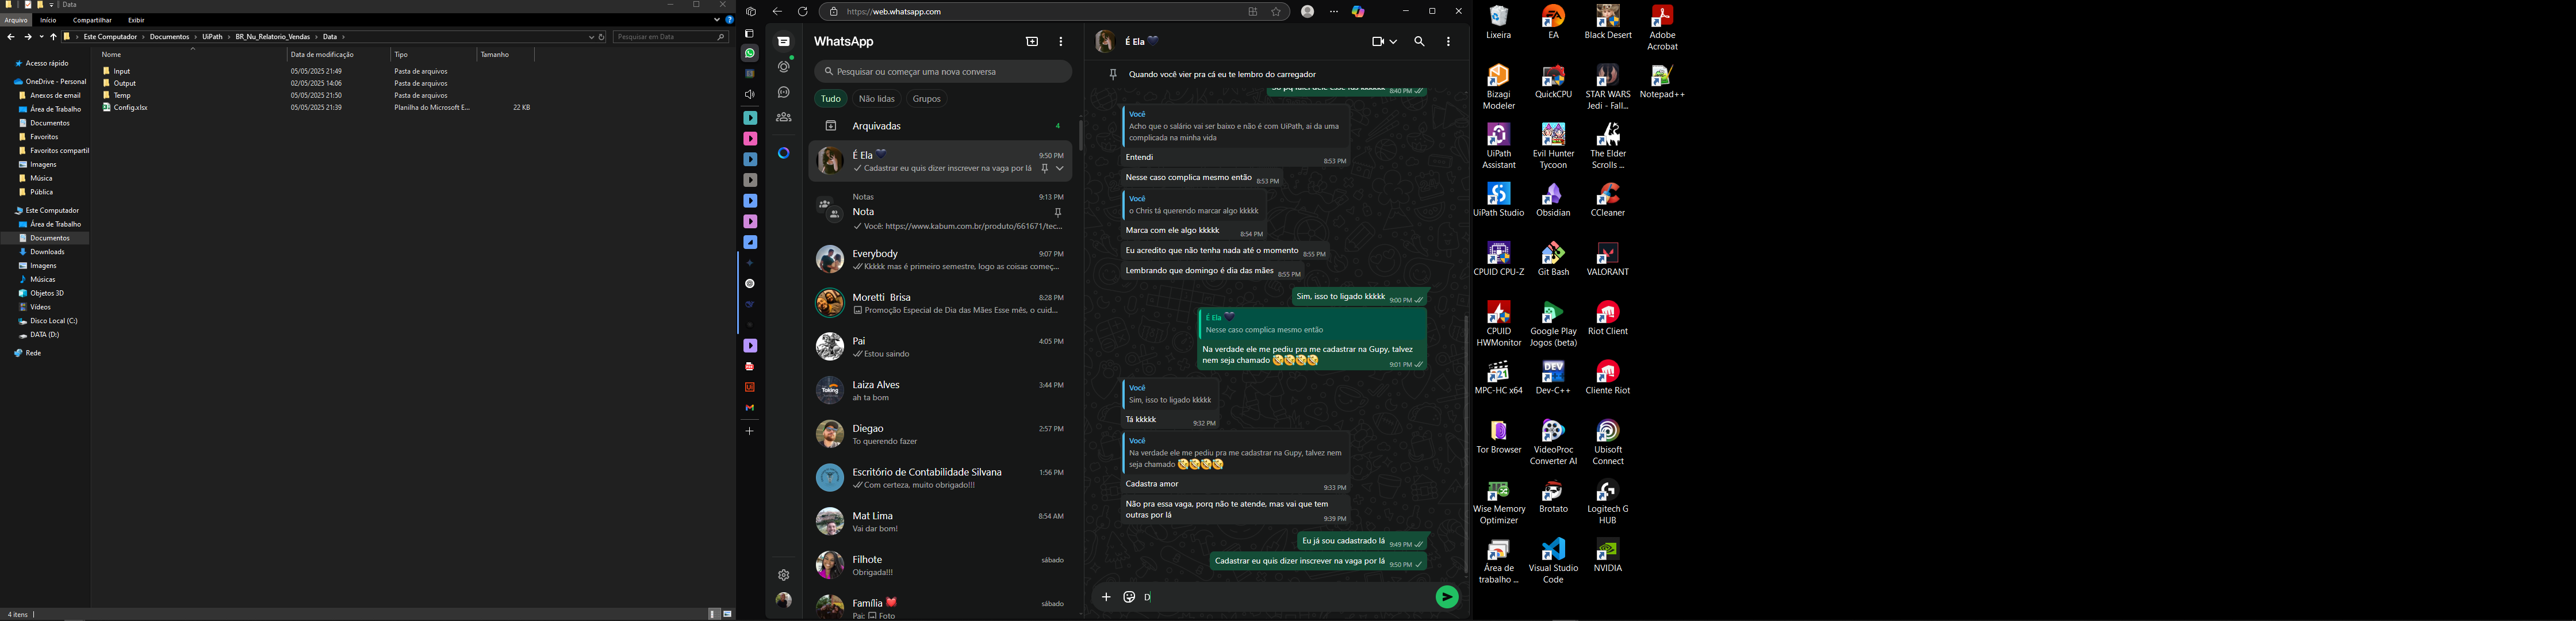 Data
Arquivo Início Compartilhar Exibir
Este Computador Documentos UiPath BR_Nu_Relatorio_Vendas Data
Pesquisar em Data
Nome Data de modificação Tipo Tamanho
Input 05/05/2025 21:49 Pasta de arquivos
Output 02/05/2025 14:06 Pasta de arquivos
Temp 05/05/2025 21:50 Pasta de arquivos
Config.xlsx 05/05/2025 21:39 Planilha do Microsoft E... 22 KB
Acesso rápido
OneDrive - Personal
Anexos de email
Área de Trabalho
Documentos
Favoritos
Favoritos compartil
Imagens
Música
Pública
Este Computador
Área de Trabalho
Documentos
Downloads
Imagens
Músicas
Objetos 3D
Vídeos
Disco Local (C:)
DATA (D:)
Rede
4 itens
https://web.whatsapp.com
WhatsApp
Pesquisar ou começar uma nova conversa
Tudo Não lidas Grupos
Arquivadas 4
É Ela 🖤 9:50 PM
Cadastrar eu quis dizer inscrever na vaga por lá
Notas 9:13 PM
Nota
Você: https://www.kabum.com.br/produto/661671/tec...
Everybody 9:07 PM
Kkkkk mas é primeiro semestre, logo as coisas começ...
Moretti Brisa 8:28 PM
Promoção Especial de Dia das Mães Esse mês, o cuid...
Pai 4:05 PM
Estou saindo
Laiza Alves 3:44 PM
ah ta bom
Diegao 2:57 PM
To querendo fazer
Escritório de Contabilidade Silvana 1:56 PM
Com certeza, muito obrigado!!!
Mat Lima 8:54 AM
Vai dar bom!
Filhote sábado
Obrigada!!!
Família ❤️ sábado
Pai: Foto
É Ela 🖤
Quando você vier pra cá eu te lembro do carregador
8:40 PM
Você
Acho que o salário vai ser baixo e não é com UiPath, ai da uma
complicada na minha vida
Entendi
8:53 PM
Nesse caso complica mesmo então 8:53 PM
Você
o Chris tá querendo marcar algo kkkkk
Marca com ele algo kkkkk
8:54 PM
Eu acredito que não tenha nada até o momento 8:55 PM
Lembrando que domingo é dia das mães 8:55 PM
Sim, isso to ligado kkkkk 9:00 PM
É Ela 🖤
Nesse caso complica mesmo então
Na verdade ele me pediu pra me cadastrar na Gupy, talvez
nem seja chamado 🤣🤣🤣🤣
9:01 PM
Você
Sim, isso to ligado kkkkk
Tá kkkkk
9:32 PM
Você
Na verdade ele me pediu pra me cadastrar na Gupy, talvez nem
seja chamado 🤣🤣🤣🤣
Cadastra amor
9:33 PM
Não pra essa vaga, porq não te atende, mas vai que tem
outras por lá
9:39 PM
Eu já sou cadastrado lá 9:49 PM
Cadastrar eu quis dizer inscrever na vaga por lá 9:50 PM
D
Lixeira EA Black Desert Adobe
Acrobat
Bizagi
Modeler QuickCPU STAR WARS
Jedi - Fall... Notepad++
UiPath
Assistant Evil Hunter
Tycoon The Elder
Scrolls ...
UiPath Studio Obsidian CCleaner
CPUID CPU-Z Git Bash VALORANT
CPUID
HWMonitor Google Play
Jogos (beta) Riot Client
MPC-HC x64 Dev-C++ Cliente Riot
Tor Browser VideoProc
Converter AI Ubisoft
Connect
Wise Memory
Optimizer Brotato Logitech G
HUB
Área de
trabalho ... Visual Studio
Code NVIDIA